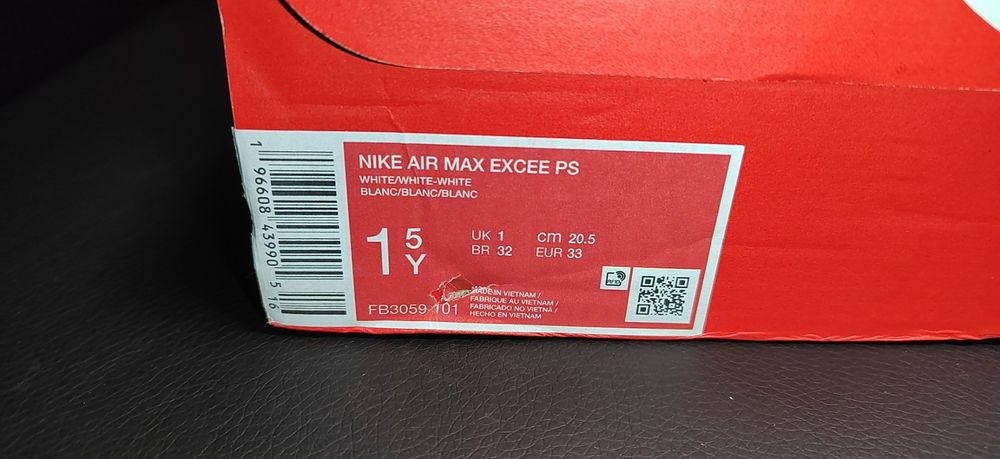 NIKE AIR MAX EXCEE PS
WHITE/WHITE-WHITE
BLANC/BLANC/BLANC
1 5Y
UK 1 cm 20.5
BR 32 EUR 33
RFID
FB3059 101
MADE IN VIETNAM /
FABRIQUE AU VIETNAM /
FABRICADO NO VIETNÃ /
HECHO EN VIETNAM
1 96608 43990 5 16